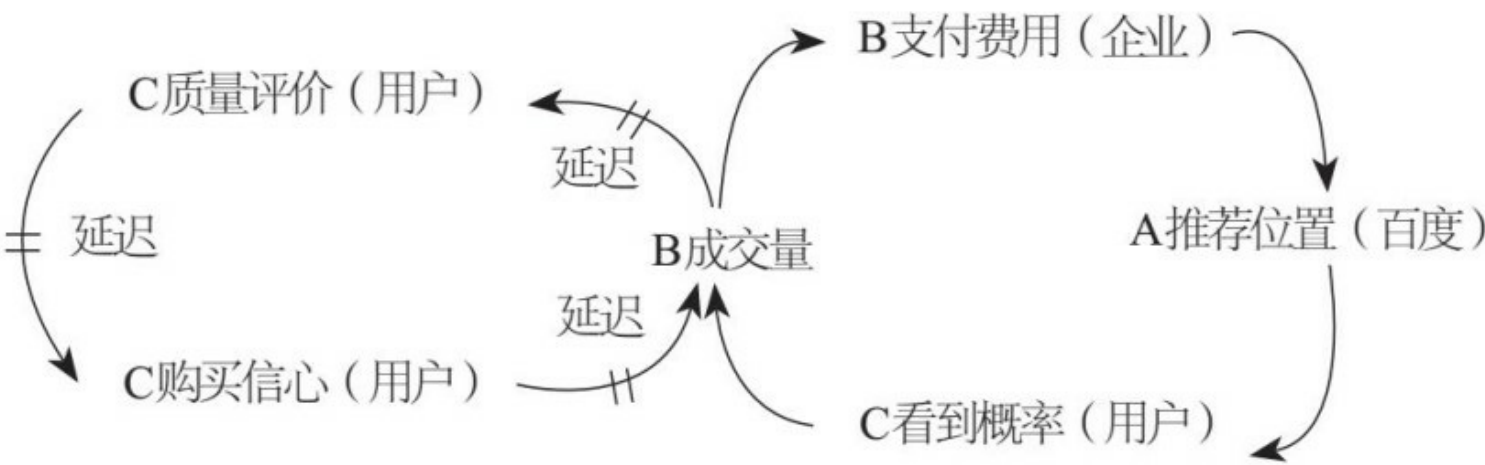 B支付费用（企业）
C质量评价（用户）
延迟
延迟
A推荐位置（百度）
B成交量
延迟
C购买信心（用户）
C看到概率（用户）